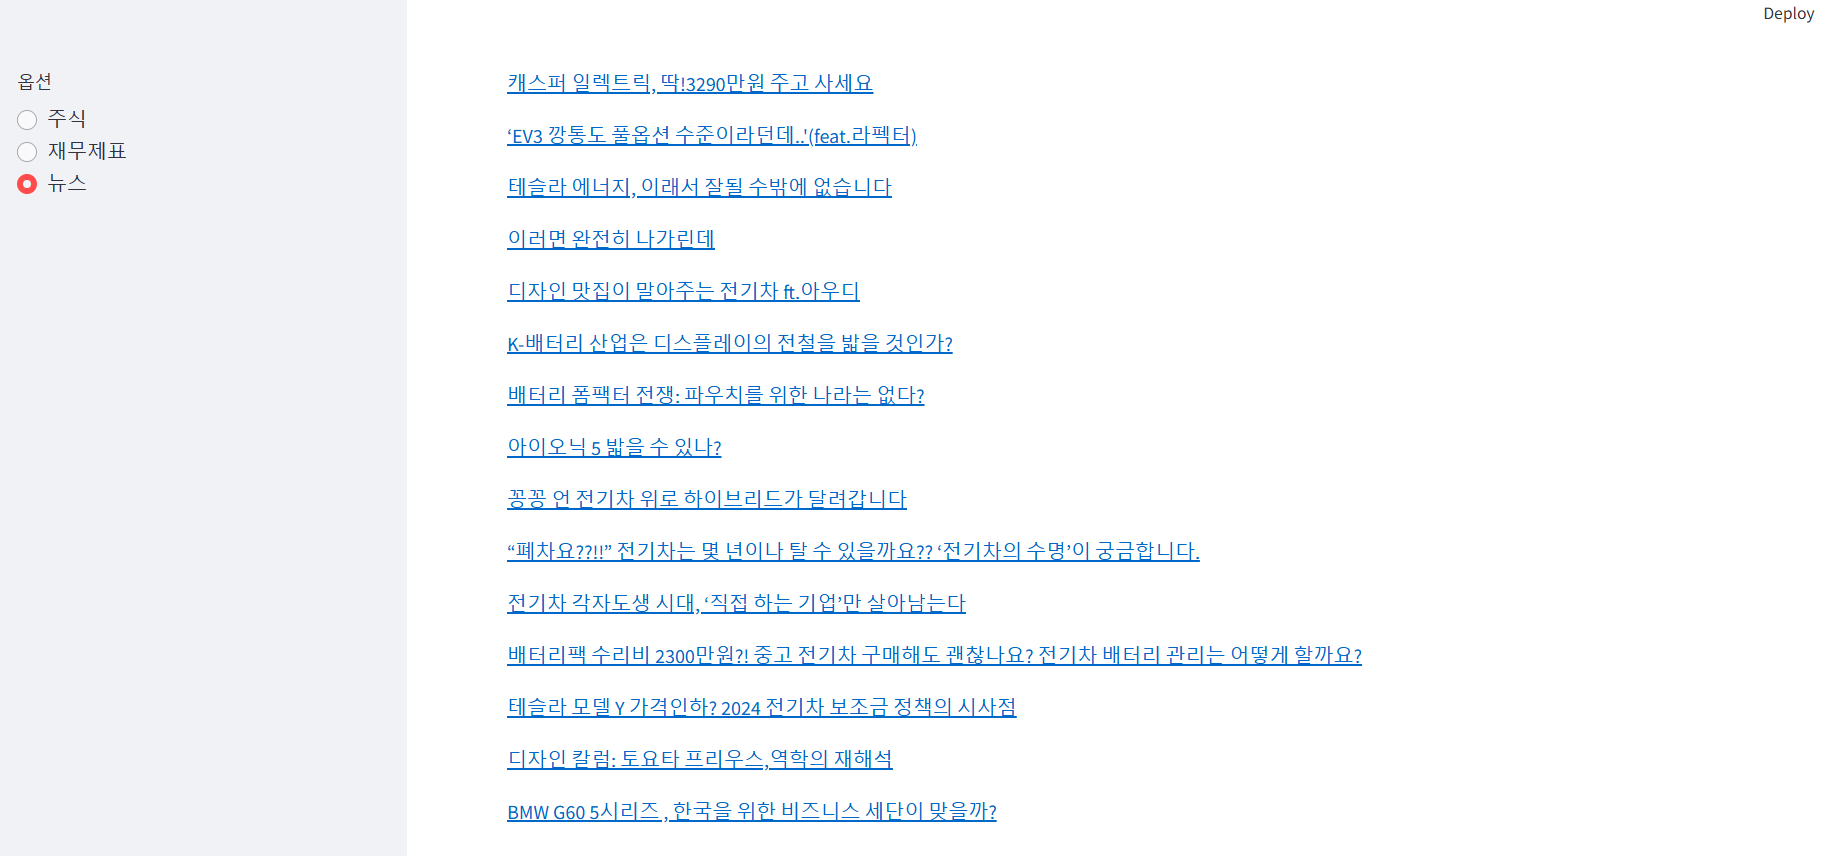 Deploy
옵션
주식
재무제표
뉴스
캐스퍼 일렉트릭, 딱!3290만원 주고 사세요
‘EV3 깡통도 풀옵션 수준이라던데..'(feat.라펙터)
테슬라 에너지, 이래서 잘될 수밖에 없습니다
이러면 완전히 나가린데
디자인 맛집이 말아주는 전기차 ft.아우디
K-배터리 산업은 디스플레이의 전철을 밟을 것인가?
배터리 폼팩터 전쟁: 파우치를 위한 나라는 없다?
아이오닉 5 밟을 수 있나?
꽁꽁 언 전기차 위로 하이브리드가 달려갑니다
“폐차요??!!” 전기차는 몇 년이나 탈 수 있을까요?? ‘전기차의 수명’이 궁금합니다.
전기차 각자도생 시대, ‘직접 하는 기업’만 살아남는다
배터리팩 수리비 2300만원?! 중고 전기차 구매해도 괜찮나요? 전기차 배터리 관리는 어떻게 할까요?
테슬라 모델 Y 가격인하? 2024 전기차 보조금 정책의 시사점
디자인 칼럼: 토요타 프리우스,역학의 재해석
BMW G60 5시리즈 , 한국을 위한 비즈니스 세단이 맞을까?